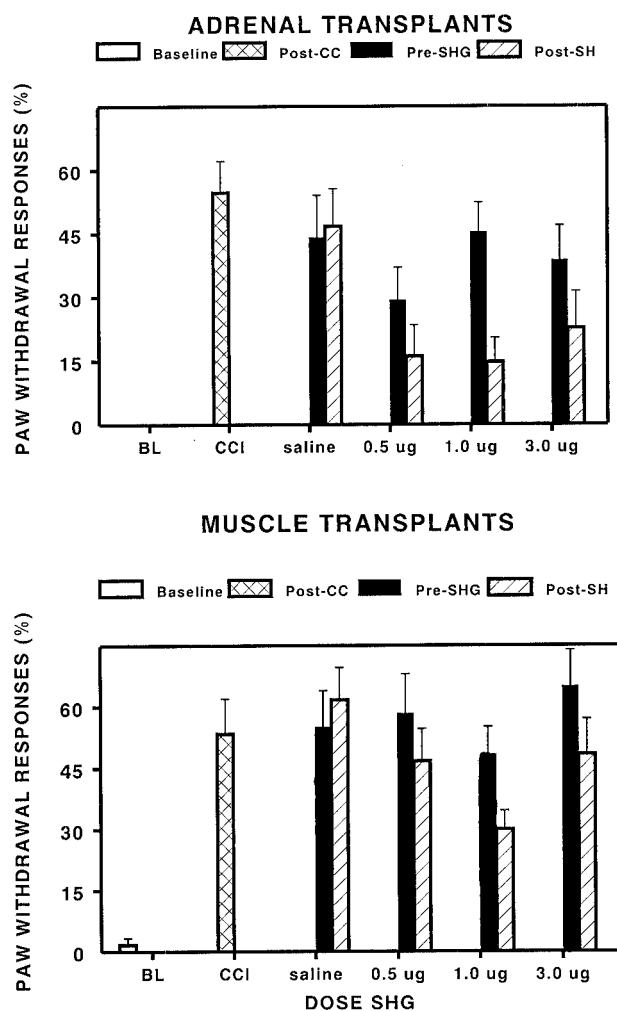 ADRENAL TRANSPLANTS
Baseline Post-CC Pre-SHG Post-SH
PAW WITHDRAWAL RESPONSES (%)
60
45
30
15
0
BL CCI saline 0.5 ug 1.0 ug 3.0 ug
MUSCLE TRANSPLANTS
Baseline Post-CC Pre-SHG Post-SH
PAW WITHDRAWAL RESPONSES (%)
60
45
30
15
0
BL CCI saline 0.5 ug 1.0 ug 3.0 ug
DOSE SHG